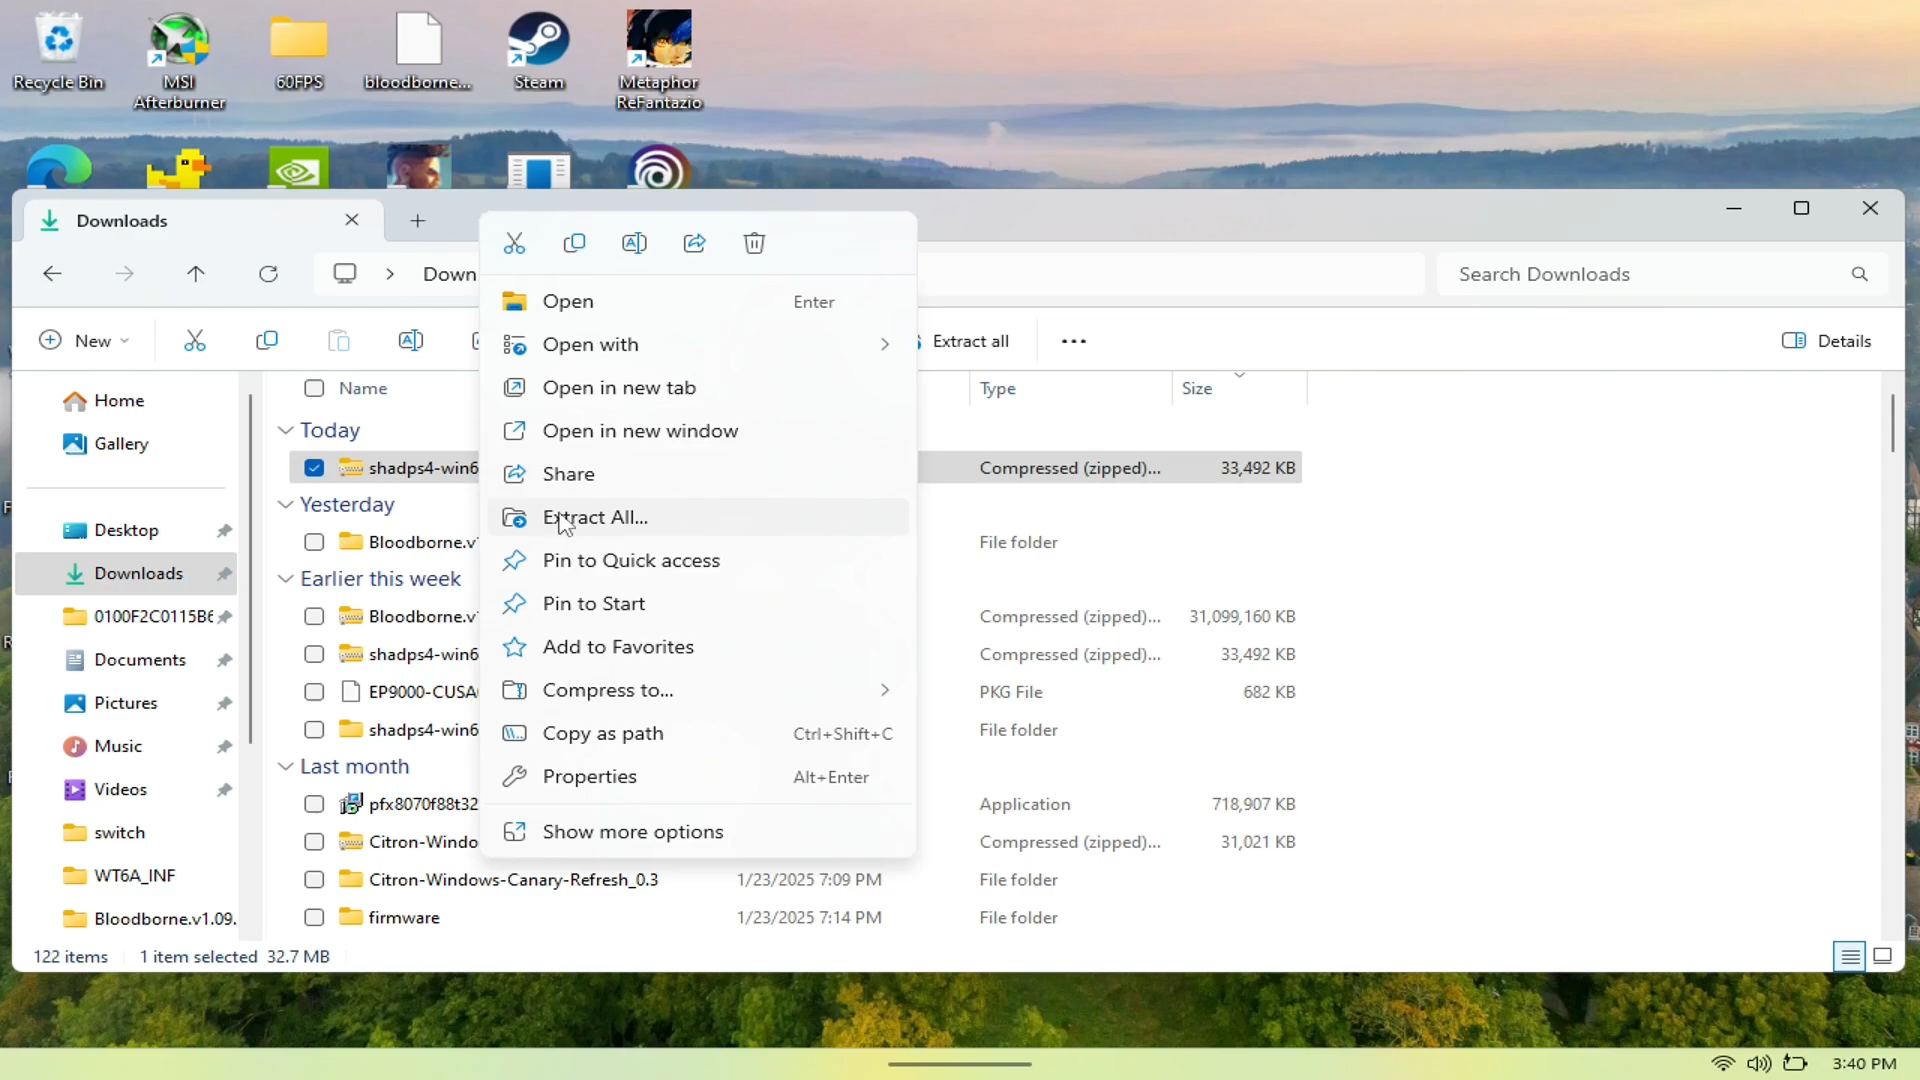 Recycle Bin
MSI
Afterburner
60FPS
bloodborne...
Steam
Metaphor
ReFantazio
Downloads
Down
Search Downloads
New
Extract all
Details
Open Enter
Open with
Open in new tab
Open in new window
Share
Extract All...
Pin to Quick access
Pin to Start
Add to Favorites
Compress to...
Copy as path Ctrl+Shift+C
Properties Alt+Enter
Show more options
Home
Gallery
Desktop
Downloads
0100F2C0115B6
Documents
Pictures
Music
Videos
switch
WT6A_INF
Bloodborne.v1.09.
Name Type Size
Today
shadps4-win6 Compressed (zipped)... 33,492 KB
Yesterday
Bloodborne.v File folder
Earlier this week
Bloodborne.v Compressed (zipped)... 31,099,160 KB
shadps4-win6 Compressed (zipped)... 33,492 KB
EP9000-CUSA PKG File 682 KB
shadps4-win6 File folder
Last month
pfx8070f88t32 Application 718,907 KB
Citron-Windo Compressed (zipped)... 31,021 KB
Citron-Windows-Canary-Refresh_0.3 1/23/2025 7:09 PM File folder
firmware 1/23/2025 7:14 PM File folder
122 items 1 item selected 32.7 MB
3:40 PM